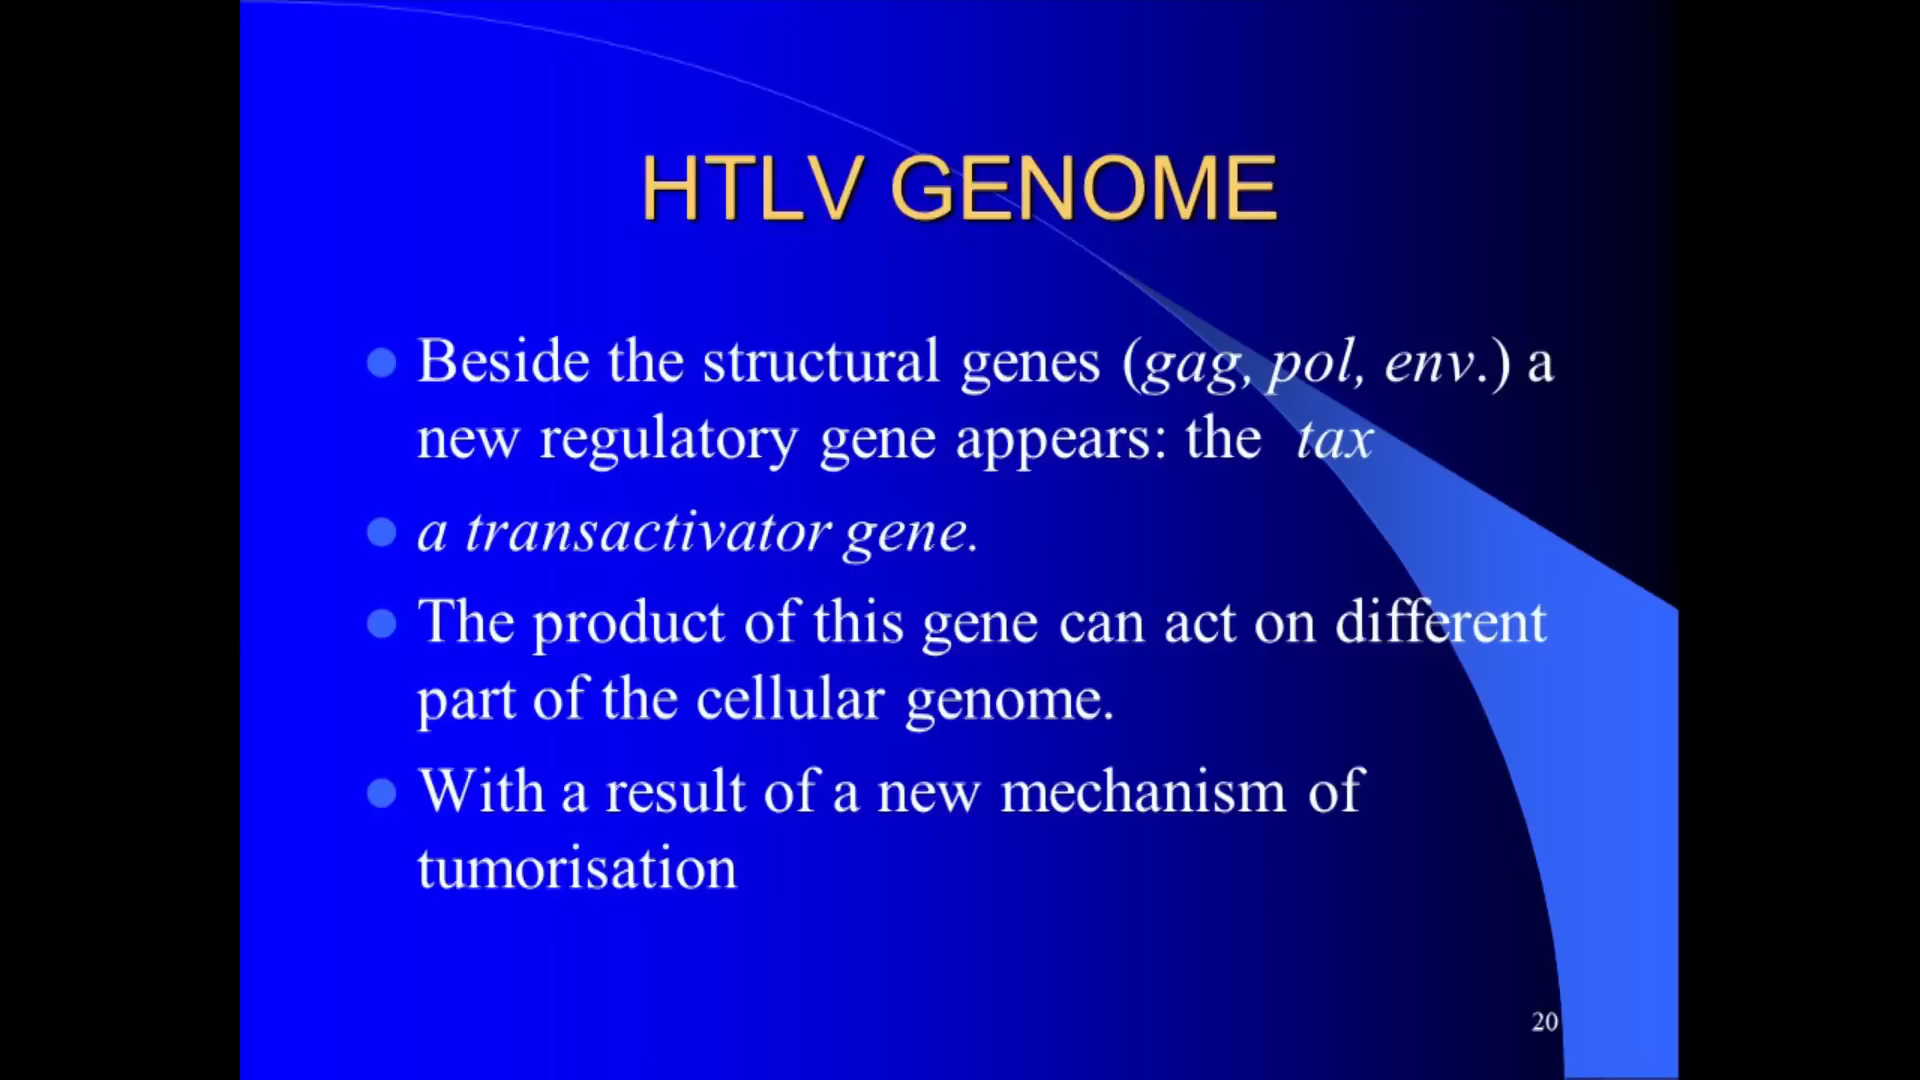 HTLV GENOME
Beside the structural genes (gag, pol, env.) a
new regulatory gene appears: the tax
a transactivator gene.
The product of this gene can act on different
part of the cellular genome.
With a result of a new mechanism of
tumorisation
20